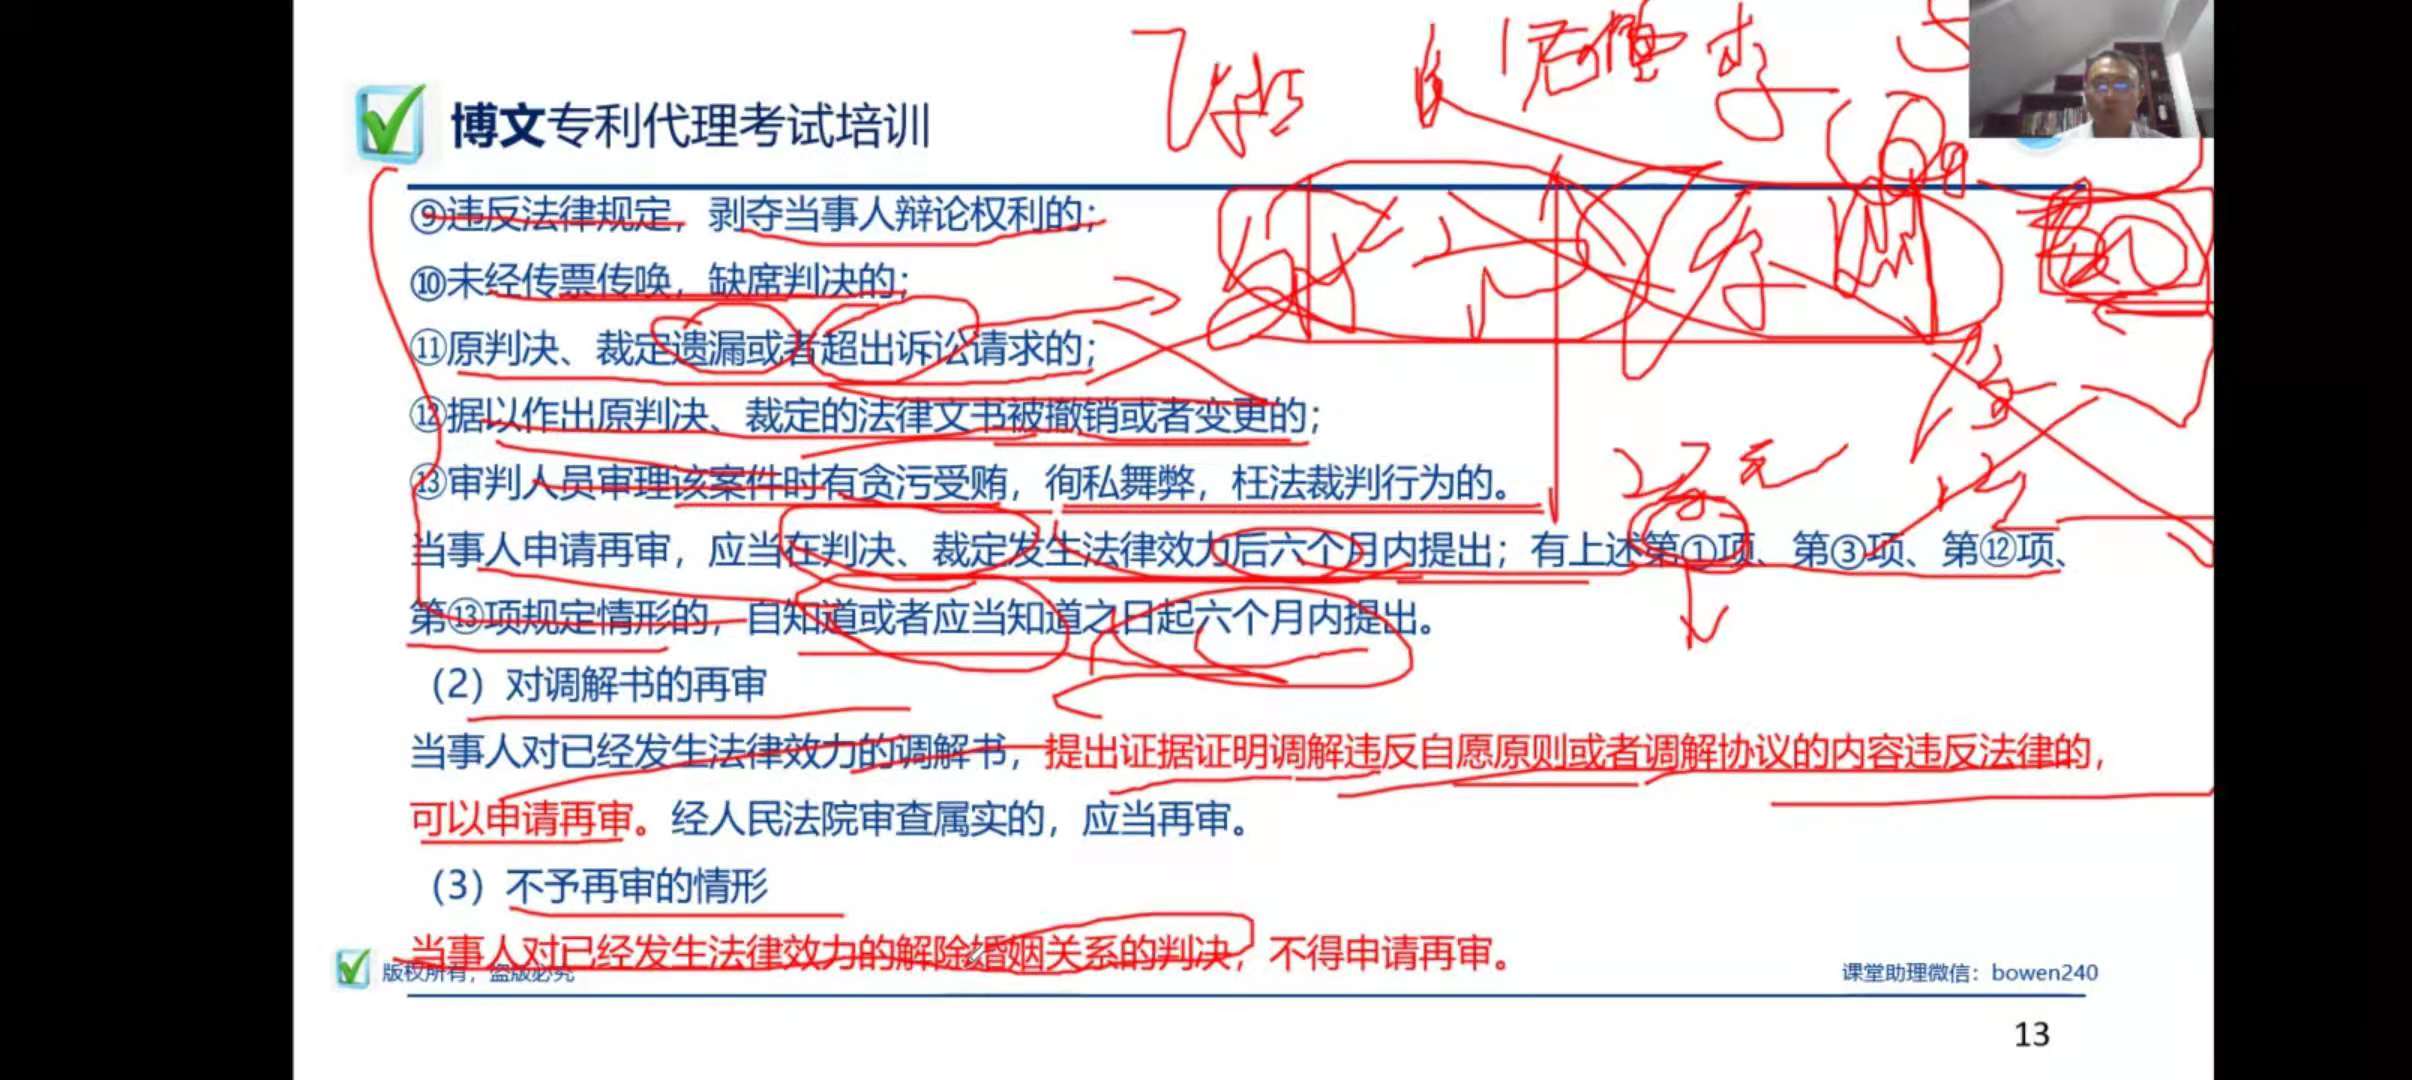 博文专利代理考试培训
⑨违反法律规定，剥夺当事人辩论权利的；
⑩未经传票传唤，缺席判决的；
⑪原判决、裁定遗漏或者超出诉讼请求的；
⑫据以作出原判决、裁定的法律文书被撤销或者变更的；
⑬审判人员审理该案件时有贪污受贿，徇私舞弊，枉法裁判行为的。
当事人申请再审，应当在判决、裁定发生法律效力后六个月内提出；有上述第①项、第③项、第⑫项、
第⑬项规定情形的，自知道或者应当知道之日起六个月内提出。
（2）对调解书的再审
当事人对已经发生法律效力的调解书，提出证据证明调解违反自愿原则或者调解协议的内容违反法律的，
可以申请再审。经人民法院审查属实的，应当再审。
（3）不予再审的情形
当事人对已经发生法律效力的解除婚姻关系的判决，不得申请再审。
版权所有，盗版必究
课堂助理微信：bowen240
13